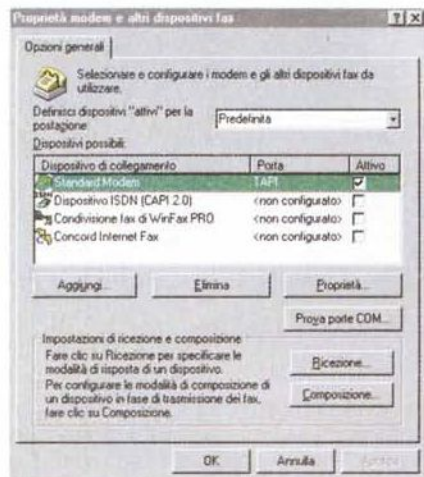 Proprietà modem e altri dispositivi fax
Opzioni generali
Selezionare e configurare i modem e gli altri dispositivi fax da
utilizzare.
Definisci dispositivi "attivi" per la
postazione:
Predefinita
Dispositivi possibili:
Dispositivo di collegamento Porta Attivo
Standard Modem TAPI
Dispositivo ISDN (CAPI 2.0) <non configurato>
Condivisione fax di WinFax PRO <non configurato>
Concord Internet Fax <non configurato>
Aggiungi... Elimina Proprietà...
Prova porte COM...
Impostazioni di ricezione e composizione
Fare clic su Ricezione per specificare le
modalità di risposta di un dispositivo.
Ricezione...
Per configurare le modalità di composizione di
un dispositivo in fase di trasmissione dei fax,
fare clic su Composizione.
Composizione...
OK Annulla Applica